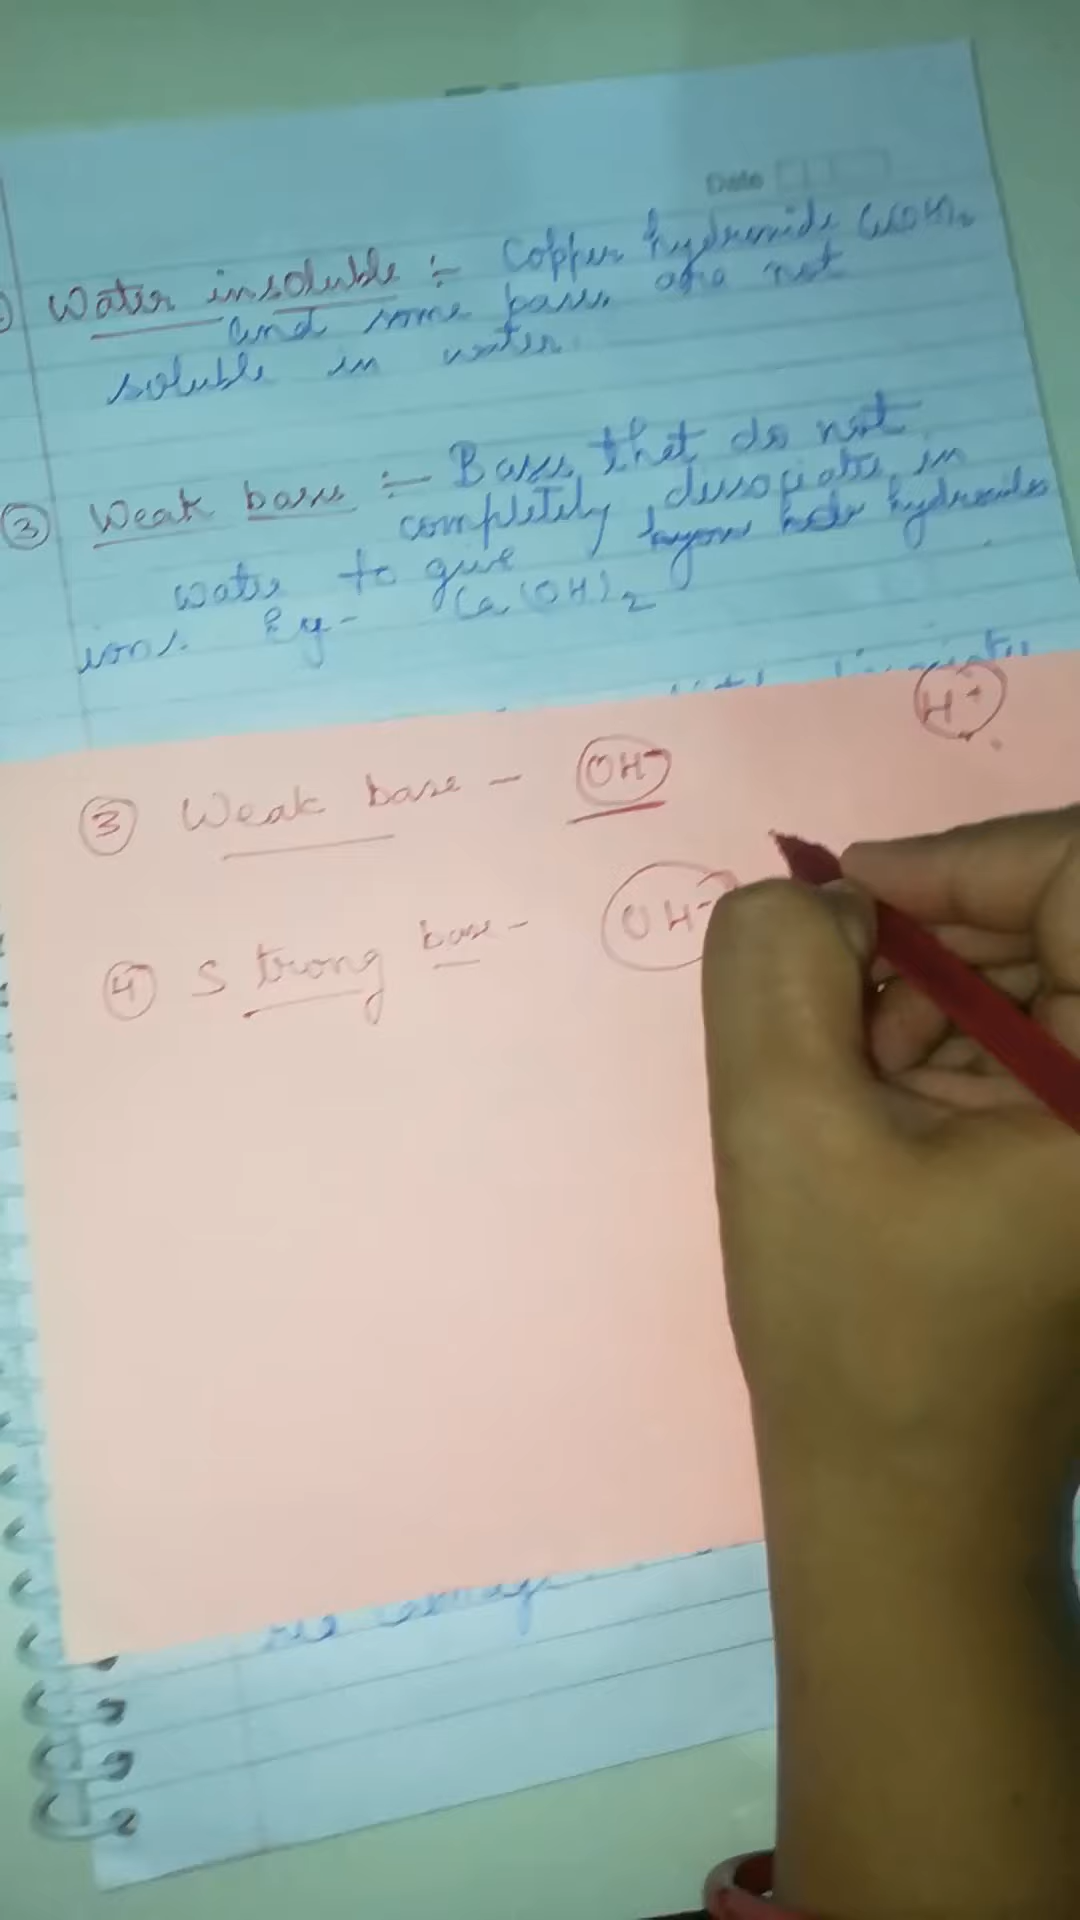 Date
Water insoluble :- Copper hydroxide Cu(OH)2
and some bases are not
soluble in water.
③ Weak base :- Bases that do not
completely dissociate in
water to give hydroxide
ions. Eg- Ca(OH)2
H+
③ Weak base - OH-
④ Strong base - OH-